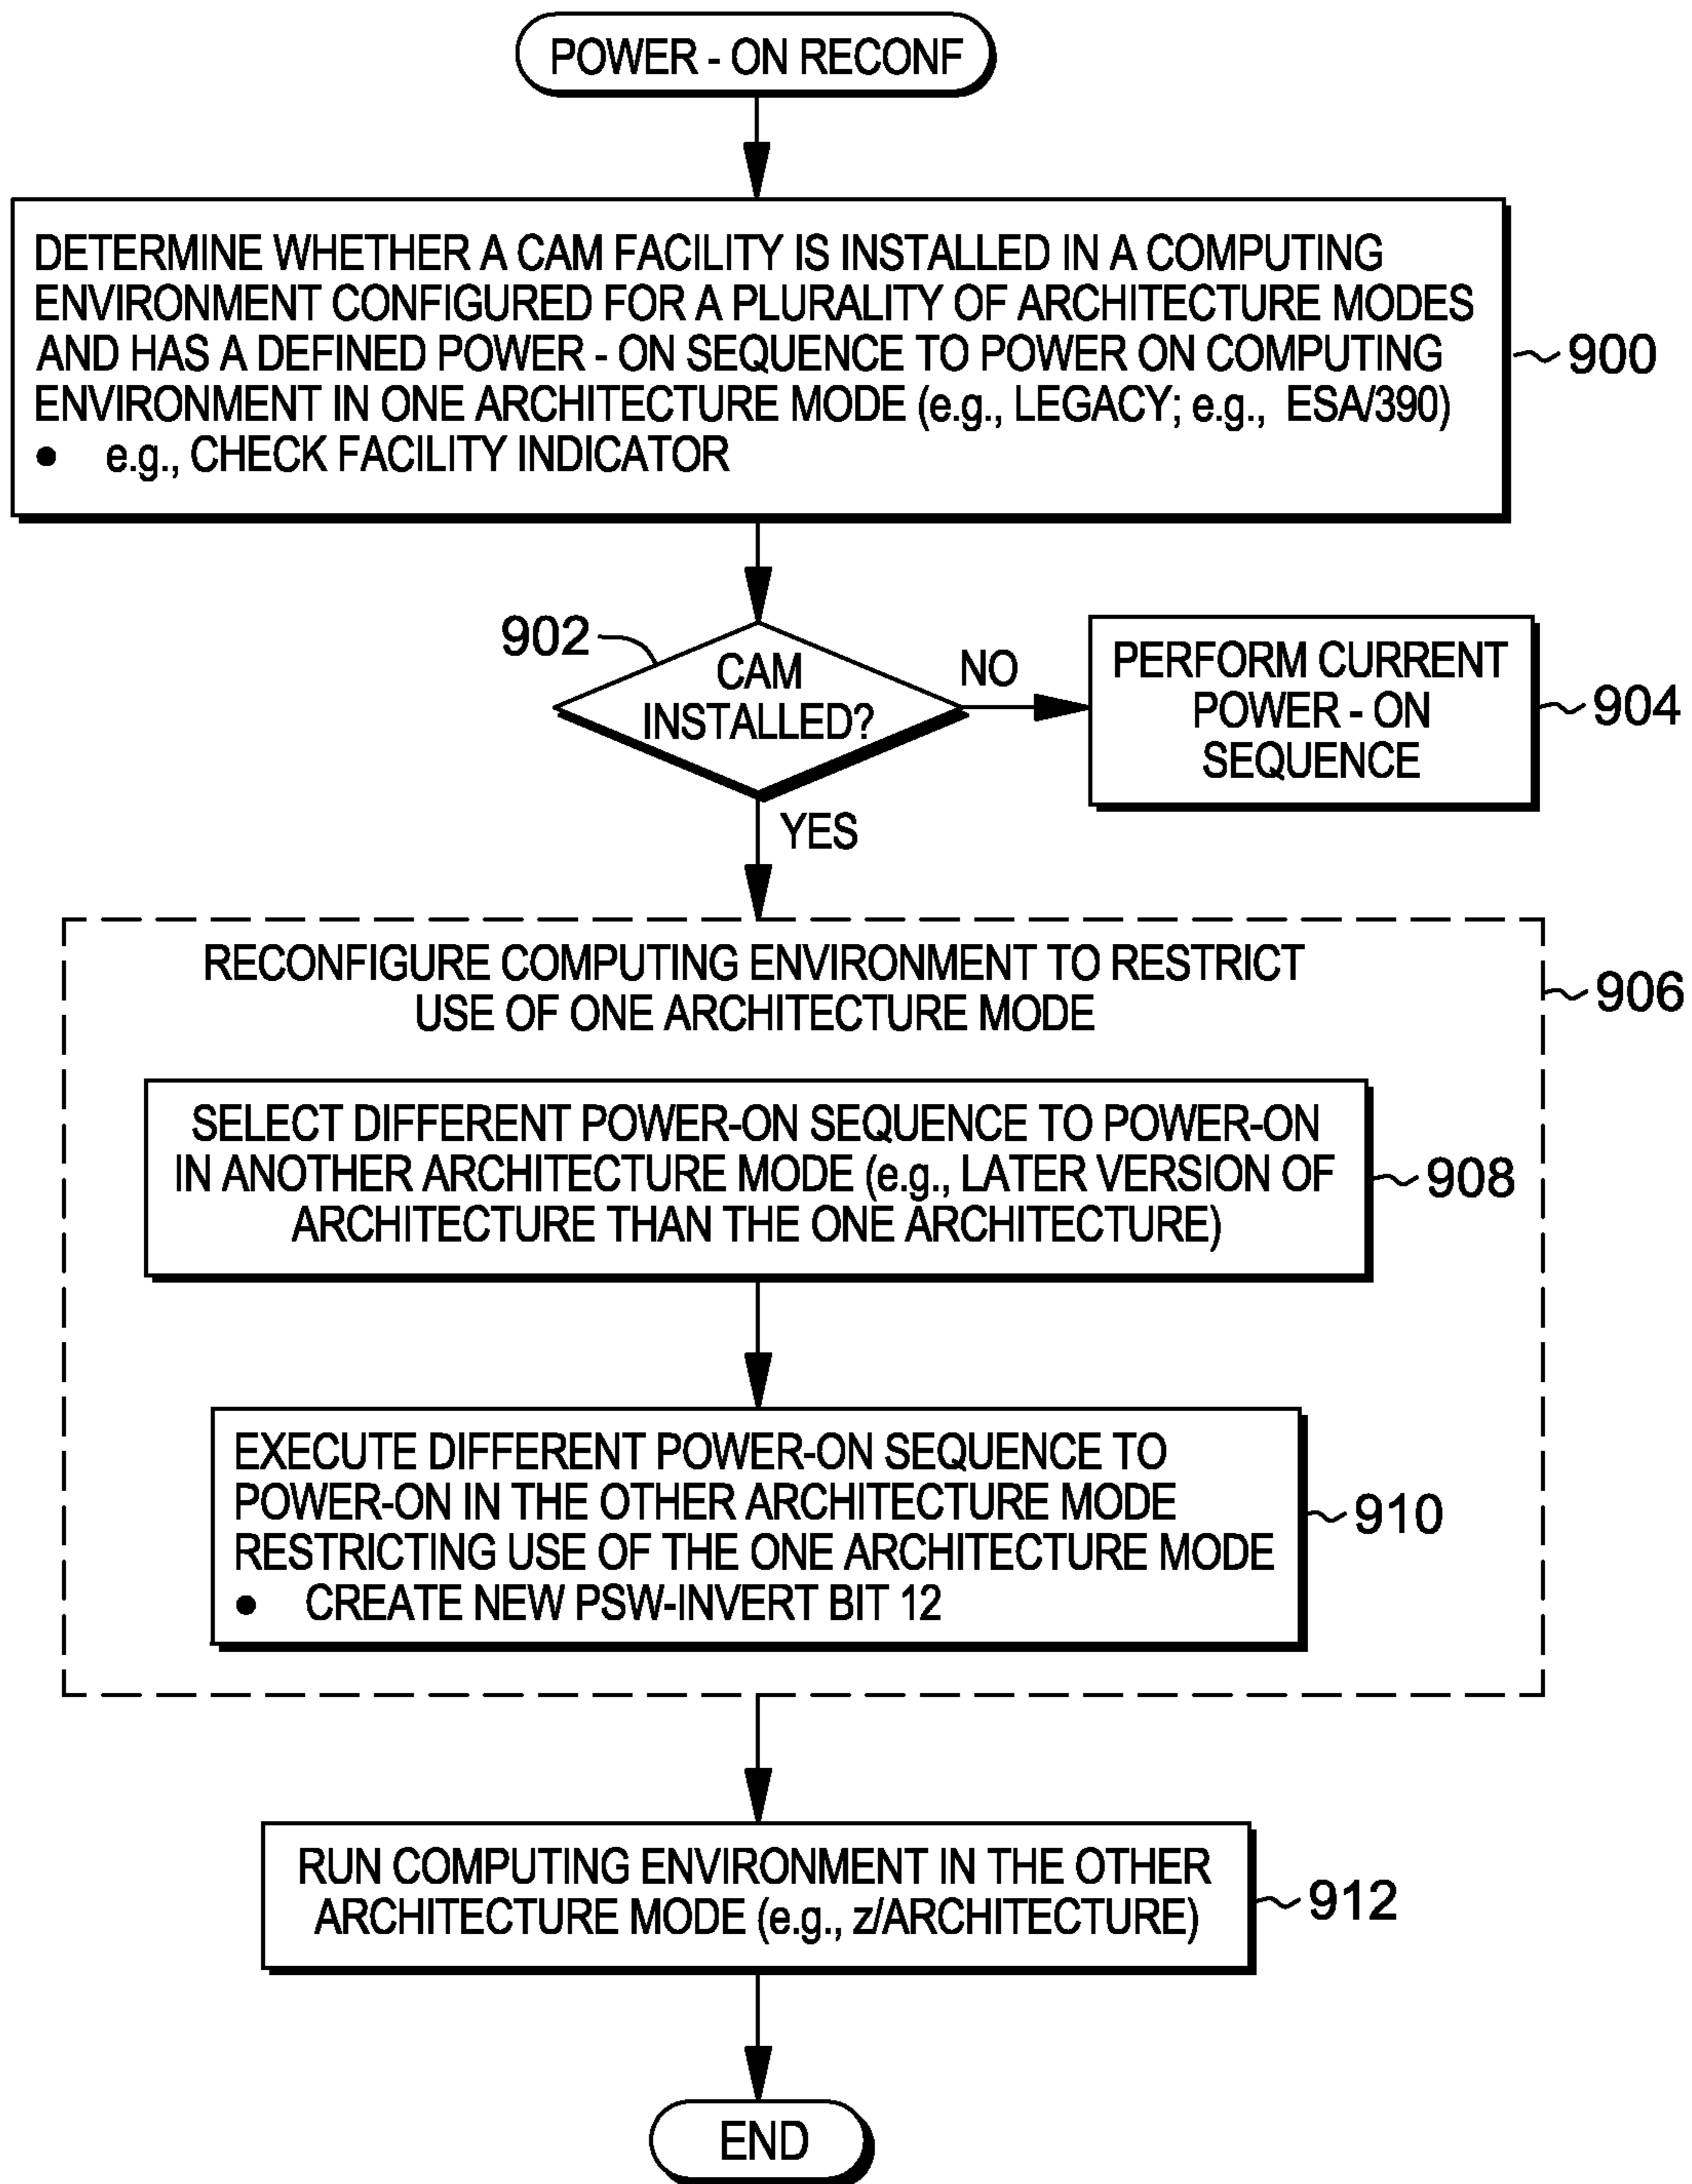 POWER - ON RECONF
DETERMINE WHETHER A CAM FACILITY IS INSTALLED IN A COMPUTING
ENVIRONMENT CONFIGURED FOR A PLURALITY OF ARCHITECTURE MODES
AND HAS A DEFINED POWER - ON SEQUENCE TO POWER ON COMPUTING
ENVIRONMENT IN ONE ARCHITECTURE MODE (e.g., LEGACY; e.g., ESA/390)
• e.g., CHECK FACILITY INDICATOR
900
902
CAM
INSTALLED?
NO
PERFORM CURRENT
POWER - ON
SEQUENCE
904
YES
RECONFIGURE COMPUTING ENVIRONMENT TO RESTRICT
USE OF ONE ARCHITECTURE MODE
906
SELECT DIFFERENT POWER-ON SEQUENCE TO POWER-ON
IN ANOTHER ARCHITECTURE MODE (e.g., LATER VERSION OF
ARCHITECTURE THAN THE ONE ARCHITECTURE)
908
EXECUTE DIFFERENT POWER-ON SEQUENCE TO
POWER-ON IN THE OTHER ARCHITECTURE MODE
RESTRICTING USE OF THE ONE ARCHITECTURE MODE
• CREATE NEW PSW-INVERT BIT 12
910
RUN COMPUTING ENVIRONMENT IN THE OTHER
ARCHITECTURE MODE (e.g., z/ARCHITECTURE)
912
END